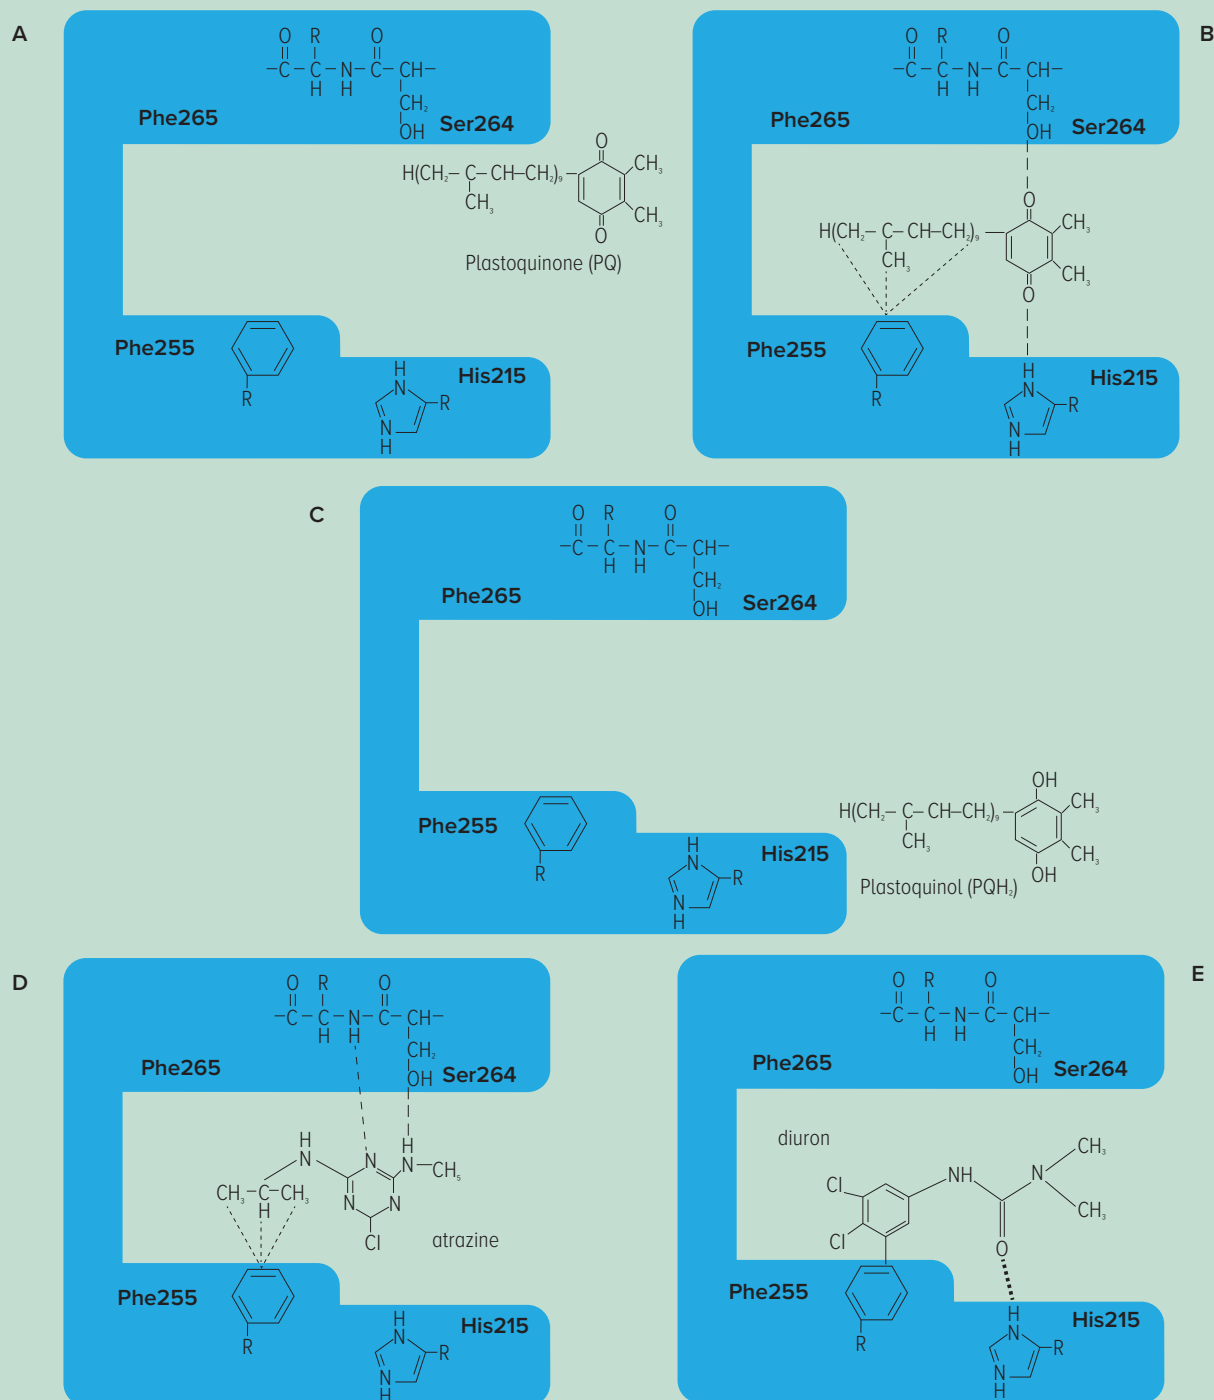 A
O R O
–C–C–N–C–CH–
H H CH₂
Phe265 OH Ser264
H(CH₂–C–CH–CH₂)₉
CH₃
O
CH₃
CH₃
O
Plastoquinone (PQ)
Phe255
R
His215
H
N
R
N
H
B
O R O
–C–C–N–C–CH–
H H CH₂
Phe265 OH Ser264
O
H(CH₂–C–CH–CH₂)₉
CH₃
CH₃
CH₃
O
Phe255
R
His215
H
N
R
N
H
C
O R O
–C–C–N–C–CH–
H H CH₂
Phe265 OH Ser264
OH
H(CH₂–C–CH–CH₂)₉
CH₃
CH₃
CH₃
OH
Plastoquinol (PQH₂)
Phe255
R
His215
H
N
R
N
H
D
O R O
–C–C–N–C–CH–
H H CH₂
Phe265 OH Ser264
H
N
H
N
N–CH₅
CH₃–C–CH₃
H
N N
Cl
atrazine
Phe255
R
His215
H
N
R
N
H
E
O R O
–C–C–N–C–CH–
H H CH₂
Phe265 OH Ser264
diuron
Cl
Cl
NH
N
CH₃
CH₃
O
Phe255
R
His215
H
N
R
N
H